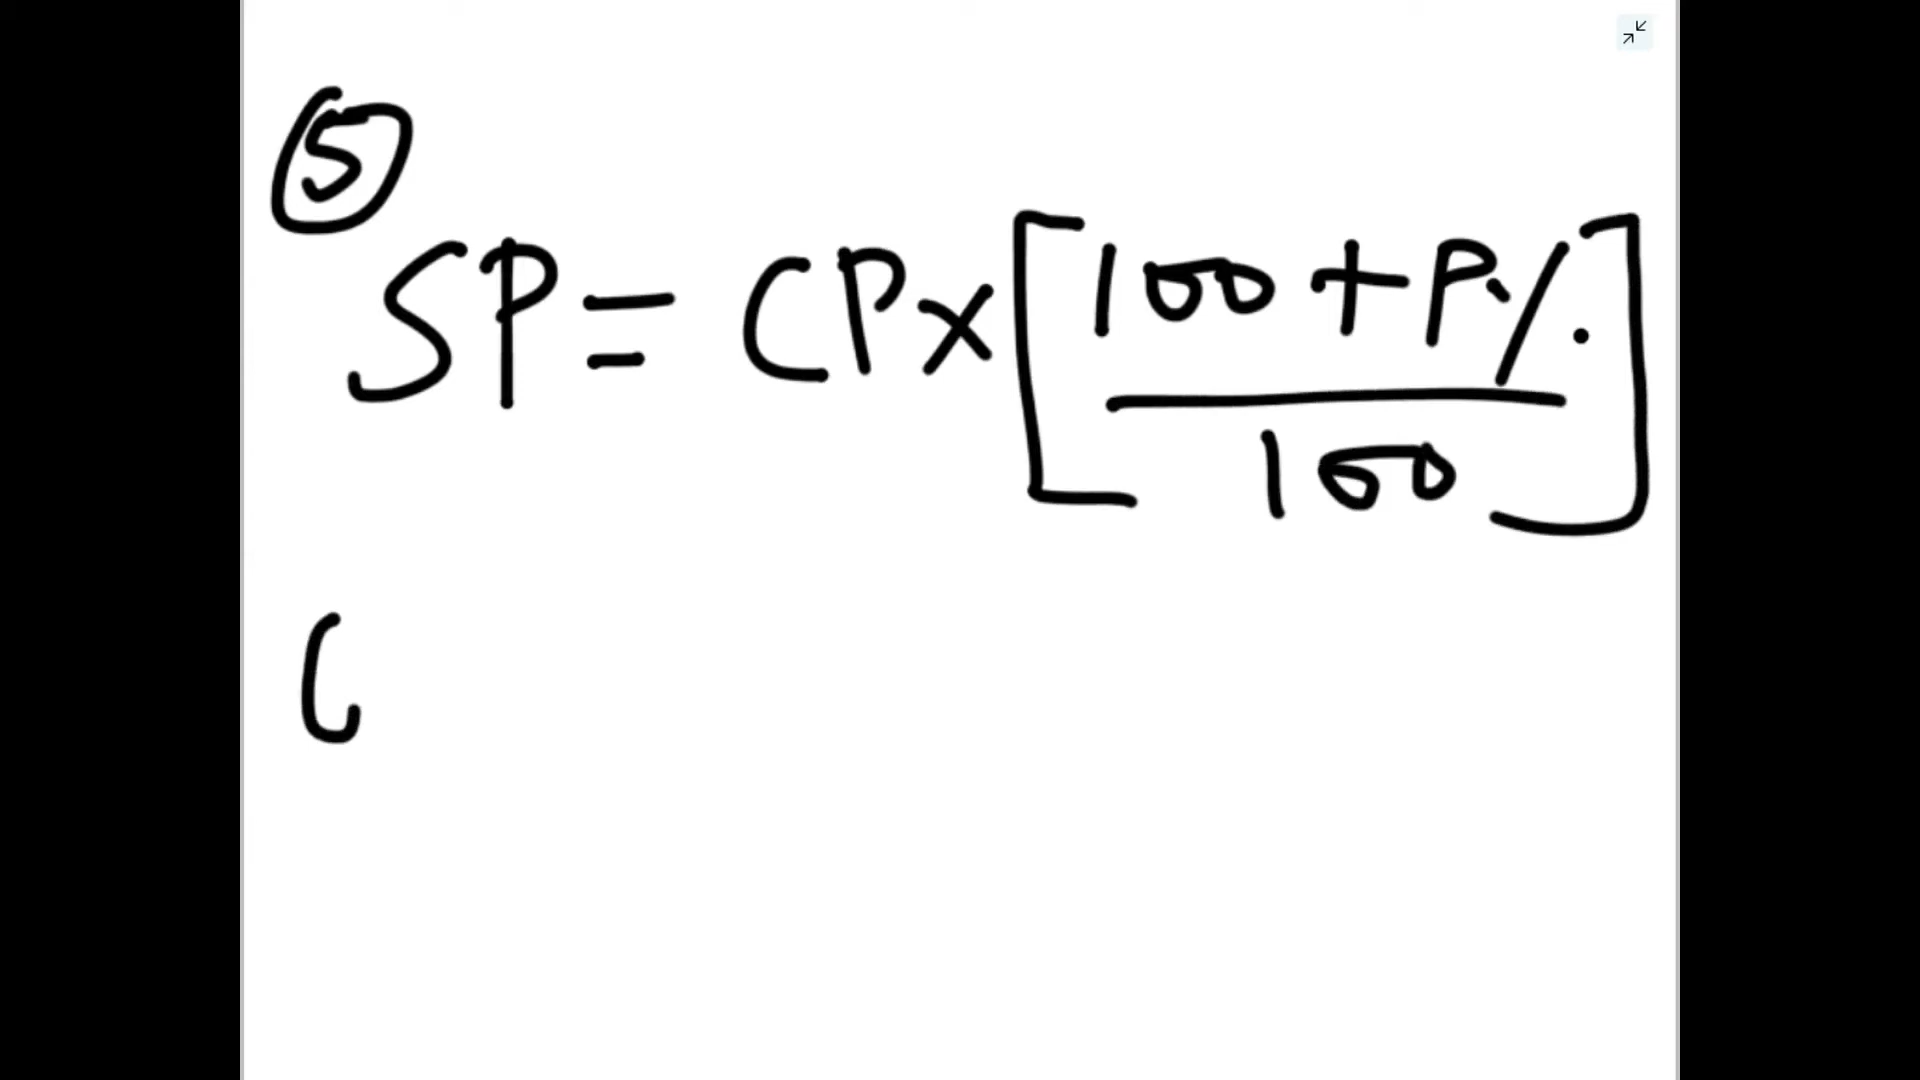 5
SP = CP × [100 + P% / 100]